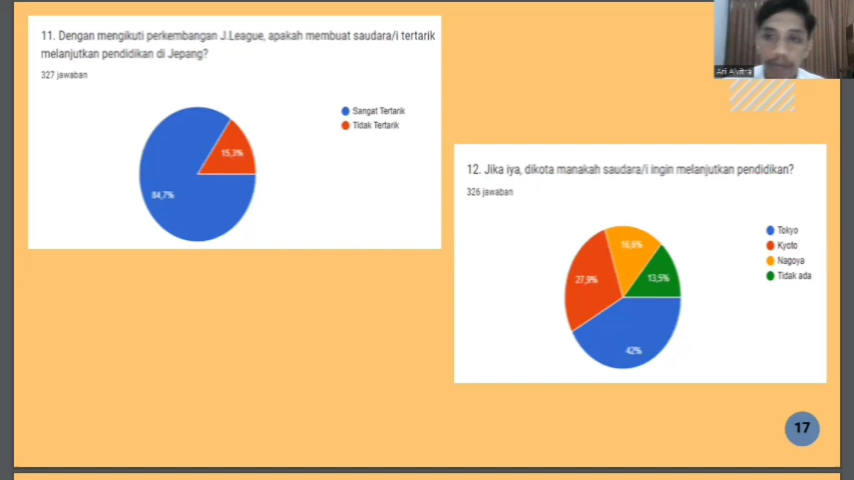 11. Dengan mengikuti perkembangan J.League, apakah membuat saudara/i tertarik
melanjutkan pendidikan di Jepang?
327 jawaban
Sangat Tertarik
Tidak Tertarik
15,3%
84,7%
Ari Alvitra
12. Jika iya, dikota manakah saudara/i ingin melanjutkan pendidikan?
326 jawaban
Tokyo
Kyoto
Nagoya
Tidak ada
16,6%
27,9%
13,5%
42%
17